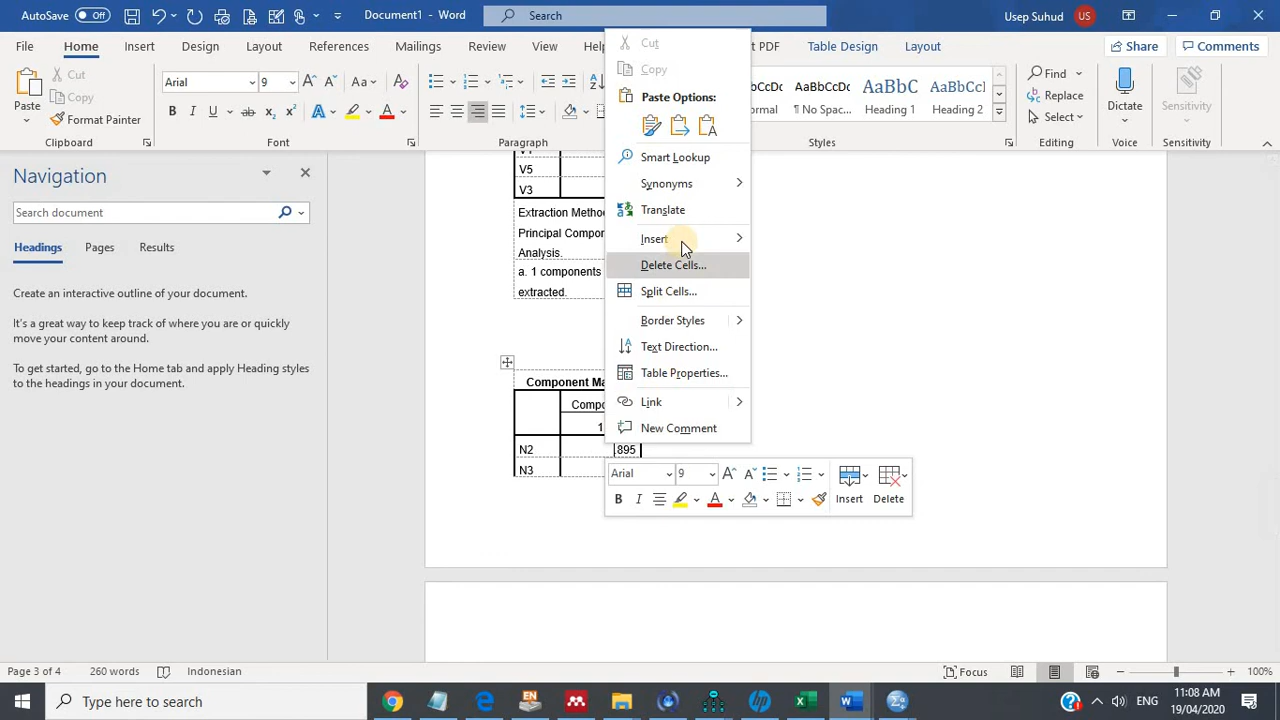 AutoSave Off Document1 - Word Search Usep Suhud US
File Home Insert Design Layout References Mailings Review View Help PDF Table Design Layout Share Comments
Paste Cut Copy Format Painter Clipboard
Arial 9 Font
Paragraph
¶ No Spac... Heading 1 Heading 2 Styles
Find Replace Select Editing
Dictate Voice
Sensitivity Sensitivity
Navigation
Search document
Headings Pages Results
Create an interactive outline of your document.
It's a great way to keep track of where you are or quickly
move your content around.
To get started, go to the Home tab and apply Heading styles
to the headings in your document.
V5
V3
Extraction Method
Principal Compon
Analysis.
a. 1 components
extracted.
Component Ma
Compo
1
N2 895
N3
Cut
Copy
Paste Options:
Smart Lookup
Synonyms
Translate
Insert
Delete Cells...
Split Cells...
Border Styles
Text Direction...
Table Properties...
Link
New Comment
Arial 9
Insert Delete
Page 3 of 4 260 words Indonesian Focus 100%
Type here to search ENG 11:08 AM
19/04/2020